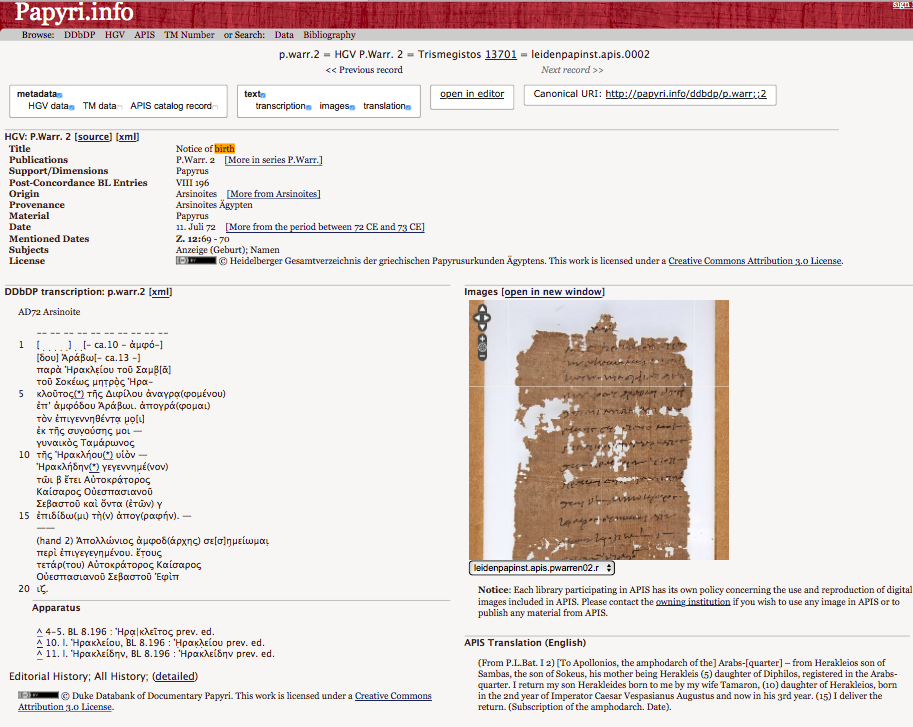 Papyri.info
sign
Browse: DDbDP HGV APIS TM Number or Search: Data Bibliography
p.warr.2 = HGV P.Warr. 2 = Trismegistos 13701 = leidenpapinst.apis.0002
<< Previous record Next record >>
metadata
HGV data TM data APIS catalog record
text
transcription images translation
open in editor
Canonical URI: http://papyri.info/ddbdp/p.warr;;2
HGV: P.Warr. 2 [source] [xml]
Title Notice of birth
Publications P.Warr. 2 [More in series P.Warr.]
Support/Dimensions Papyrus
Post-Concordance BL Entries VIII 196
Origin Arsinoites [More from Arsinoites]
Provenance Arsinoites Ägypten
Material Papyrus
Date 11. Juli 72 [More from the period between 72 CE and 73 CE]
Mentioned Dates Z. 12:69 - 70
Subjects Anzeige (Geburt); Namen
License © Heidelberger Gesamtverzeichnis der griechischen Papyrusurkunden Ägyptens. This work is licensed under a Creative Commons Attribution 3.0 License.
DDbDP transcription: p.warr.2 [xml]
AD72 Arsinoite
-- -- -- -- -- -- -- -- -- --
1 [ . . . . . ] . [- ca.10 - ἀμφό-]
[δου] Ἀράβω[- ca.13 -]
παρὰ Ἡρακλείου τοῦ Σαμβ[ᾶ]
τοῦ Σοκέως μητρὸς Ἡρα-
5 κλοῦτος(*) τῆς Διφίλου ἀναγρα(φομένου)
ἐπʼ ἀμφόδου Ἀράβωι. ἀπογρά(φομαι)
τὸν ἐπιγεννηθέντα μο[ι]
ἐκ τῆς συνούσης μοι —
γυναικὸς Ταμάρωνος
10 τῆς Ἡρακλήου(*) υἱὸν —
Ἡρακλήδην(*) γεγεννημέ(νον)
τῶι β ἔτει Αὐτοκράτορος
Καίσαρος Οὐεσπασιανοῦ
Σεβαστοῦ καὶ ὄντα (ἐτῶν) γ
15 ἐπιδίδω(μι) τὴ(ν) ἀπογ(ραφήν). —
——
(hand 2) Ἀπολλώνιος ἀμφοδ(άρχης) σε[σ]ημείωμαι
περὶ ἐπιγεγενημένου. ἔτους
τετάρ(του) Αὐτοκράτορος Καίσαρος
Οὐεσπασιανοῦ Σεβαστοῦ Ἐφὶπ
20 ιζ.
Apparatus
^ 4-5. BL 8.196 : Ἡρα|κλεῖτος prev. ed.
^ 10. l. Ἡρακλείου, BL 8.196 : Ἡρακλείου prev. ed.
^ 11. l. Ἡρακλείδην, BL 8.196 : Ἡρακλείδην prev. ed.
Editorial History; All History; (detailed)
© Duke Databank of Documentary Papyri. This work is licensed under a Creative Commons
Attribution 3.0 License.
Images [open in new window]
leidenpapinst.apis.pwarren02.r
Notice: Each library participating in APIS has its own policy concerning the use and reproduction of digital
images included in APIS. Please contact the owning institution if you wish to use any image in APIS or to
publish any material from APIS.
APIS Translation (English)
(From P.L.Bat. I 2) [To Apollonios, the amphodarch of the] Arabs-[quarter] – from Herakleios son of
Sambas, the son of Sokeus, his mother being Herakleis (5) daughter of Diphilos, registered in the Arabs-
quarter. I return my son Herakleides born to me by my wife Tamaron, (10) daughter of Herakleios, born
in the 2nd year of Imperator Caesar Vespasianus Augustus and now in his 3rd year. (15) I deliver the
return. (Subscription of the amphodarch. Date).